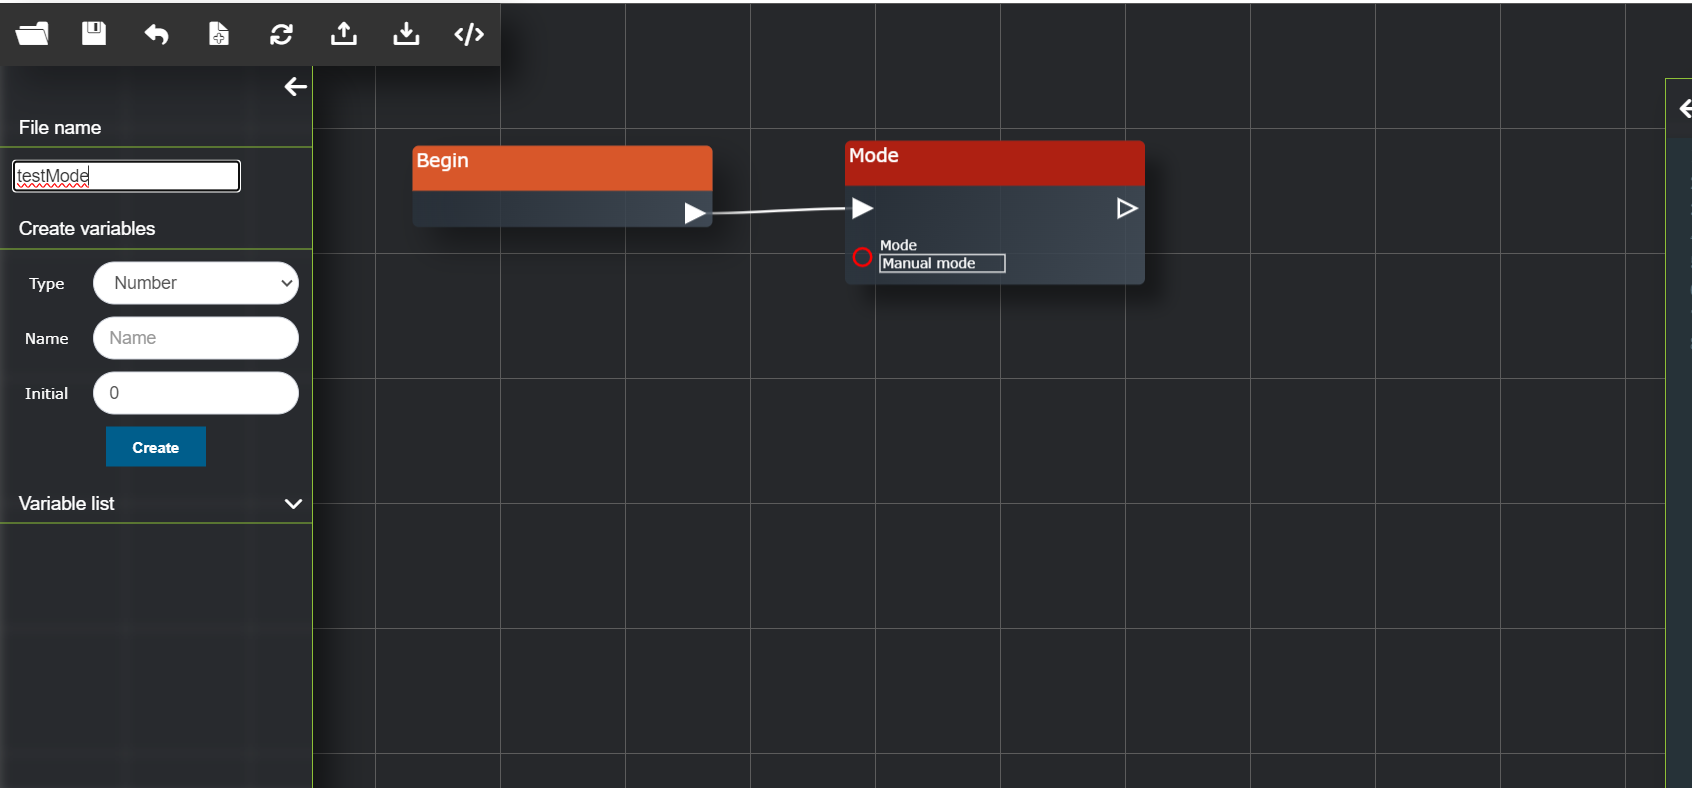 File name
testMode
Create variables
Type
Number
Name
Name
Initial
0
Create
Variable list
Begin
Mode
Mode
Manual mode